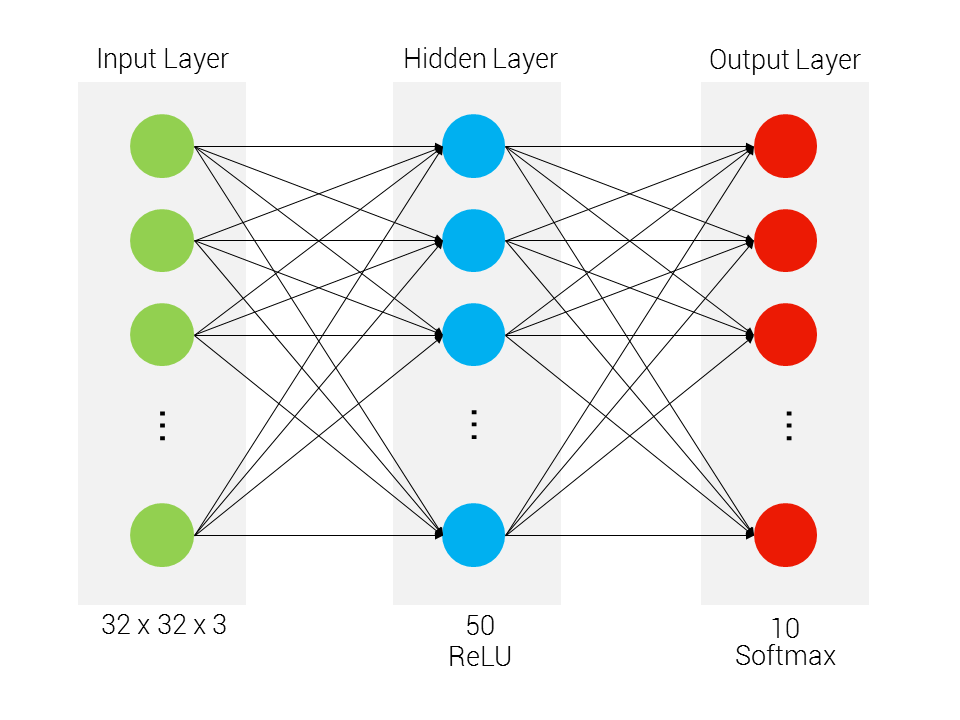 Input Layer
Hidden Layer
Output Layer
32 x 32 x 3
50
ReLU
10
Softmax